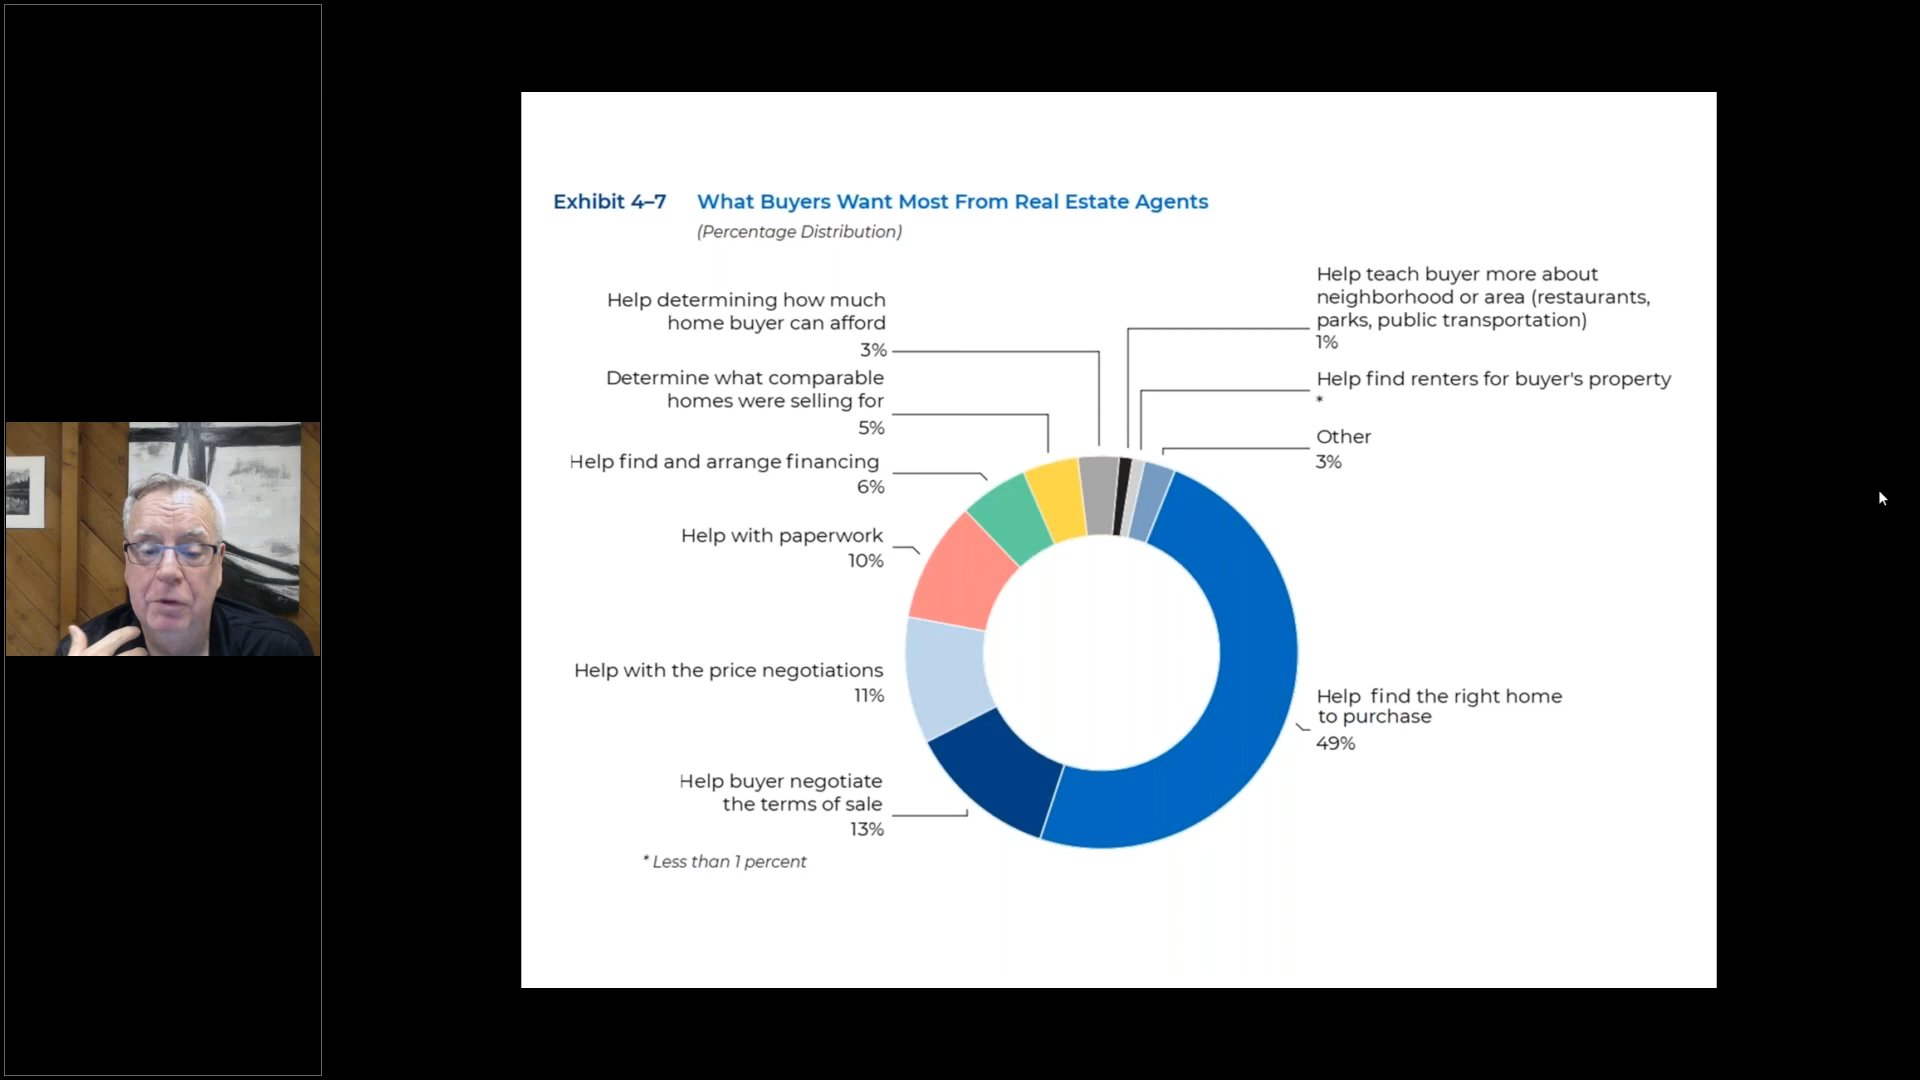 Exhibit 4–7 What Buyers Want Most From Real Estate Agents
(Percentage Distribution)
Help determining how much
home buyer can afford
3%
Determine what comparable
homes were selling for
5%
Help find and arrange financing
6%
Help with paperwork
10%
Help with the price negotiations
11%
Help buyer negotiate
the terms of sale
13%
* Less than 1 percent
Help teach buyer more about
neighborhood or area (restaurants,
parks, public transportation)
1%
Help find renters for buyer's property
*
Other
3%
Help find the right home
to purchase
49%